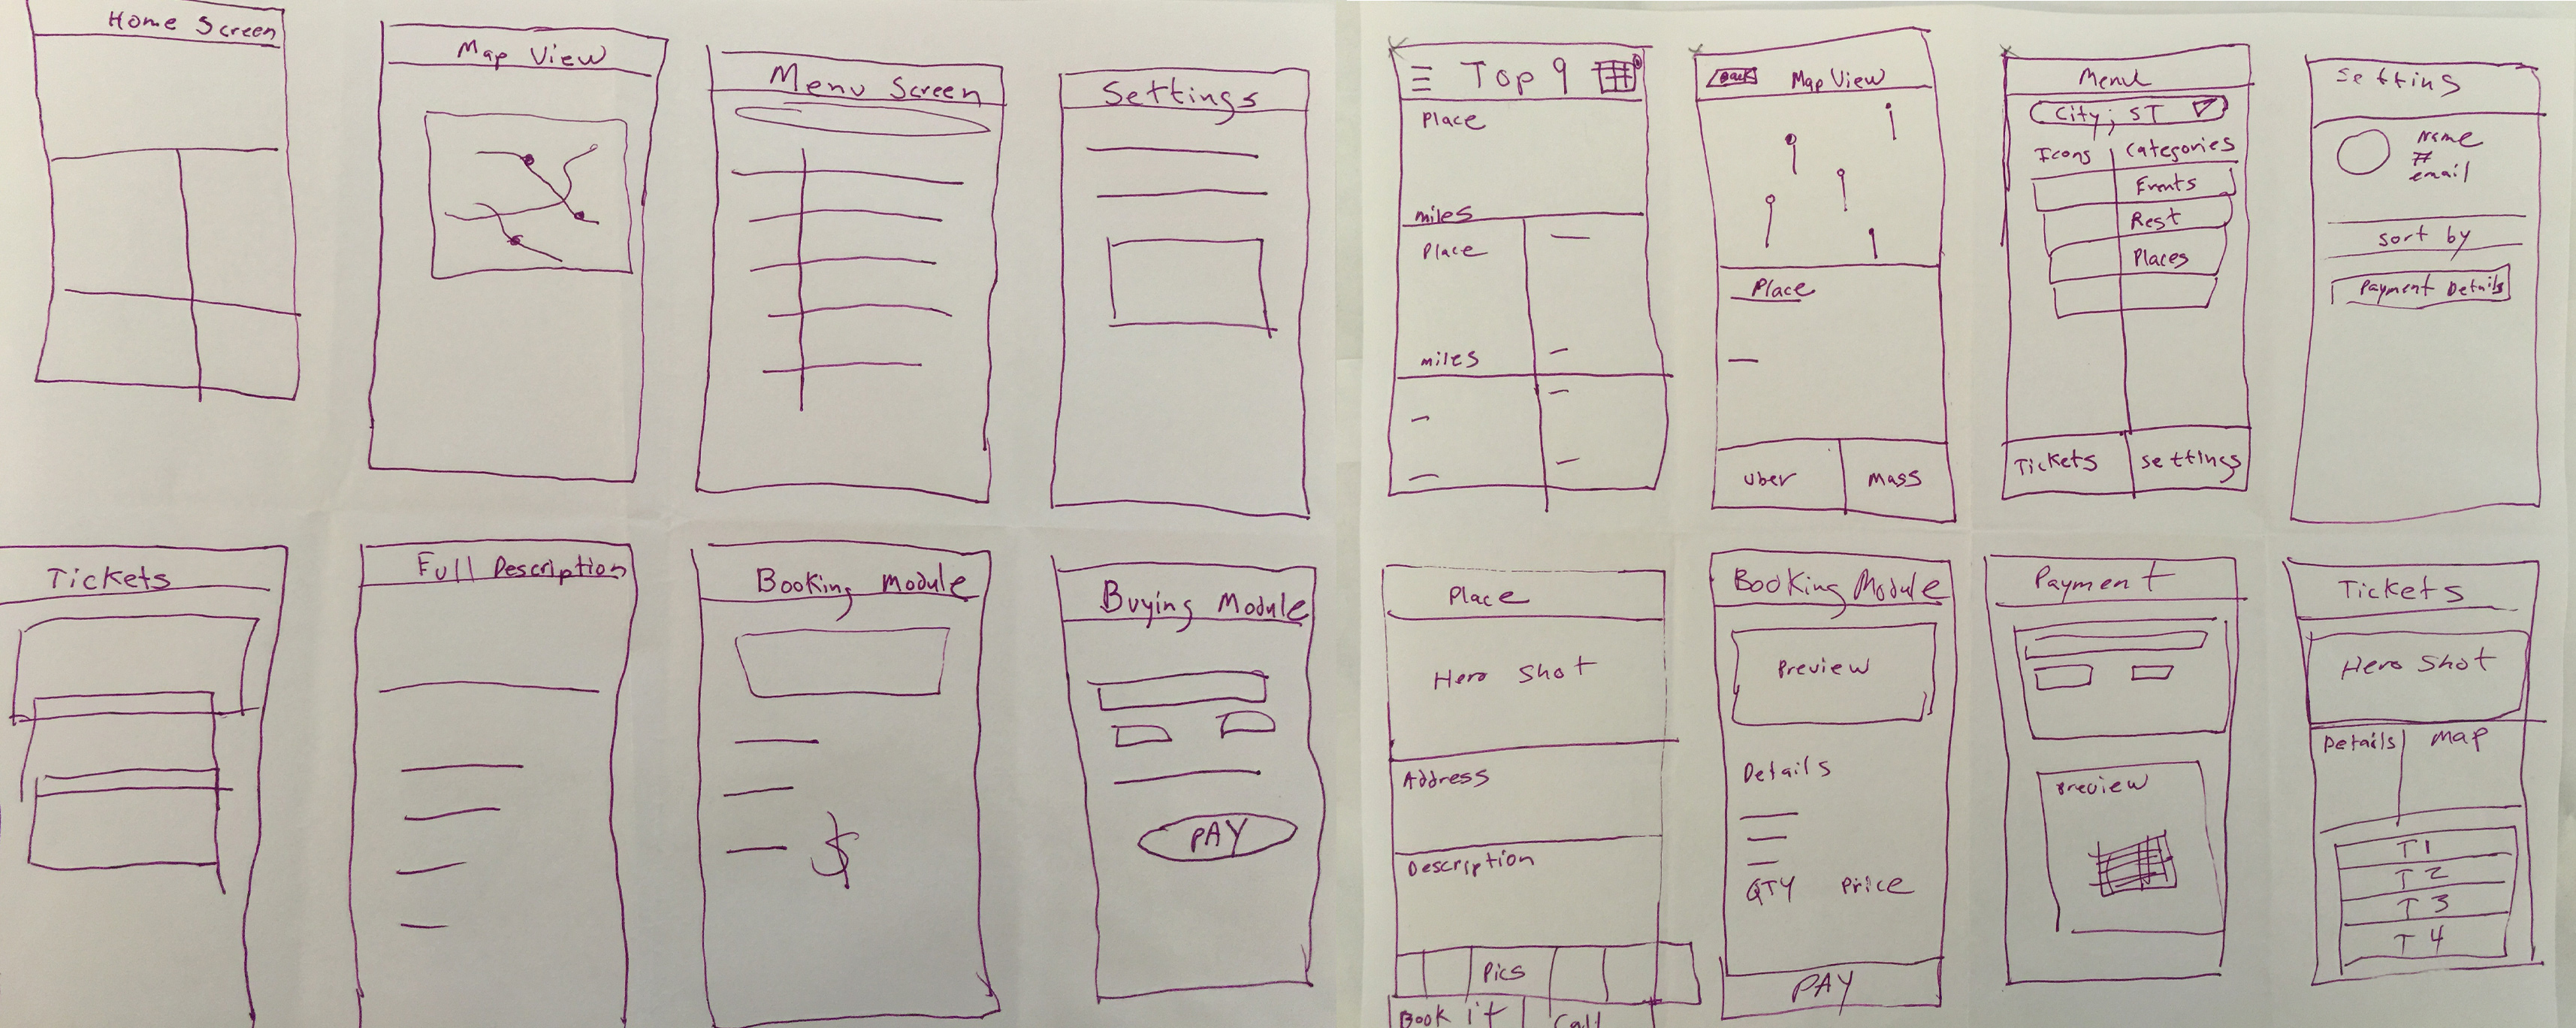 Home Screen
Map View
Menu Screen
Settings
Tickets
Full Description
Booking Module
$
Buying Module
PAY
Top 9
Place
miles
Place
miles
Back
Map View
Place
Uber
Mass
Menu
City, ST
Icons
Categories
Events
Rest
Places
Tickets
Settings
Setting
Name
#
email
Sort by
Payment Details
Place
Hero Shot
Address
Description
Pics
Book it
Call
Booking Module
Preview
Details
QTY Price
PAY
Payment
Preview
Tickets
Hero Shot
Details
Map
T1
T2
T3
T4